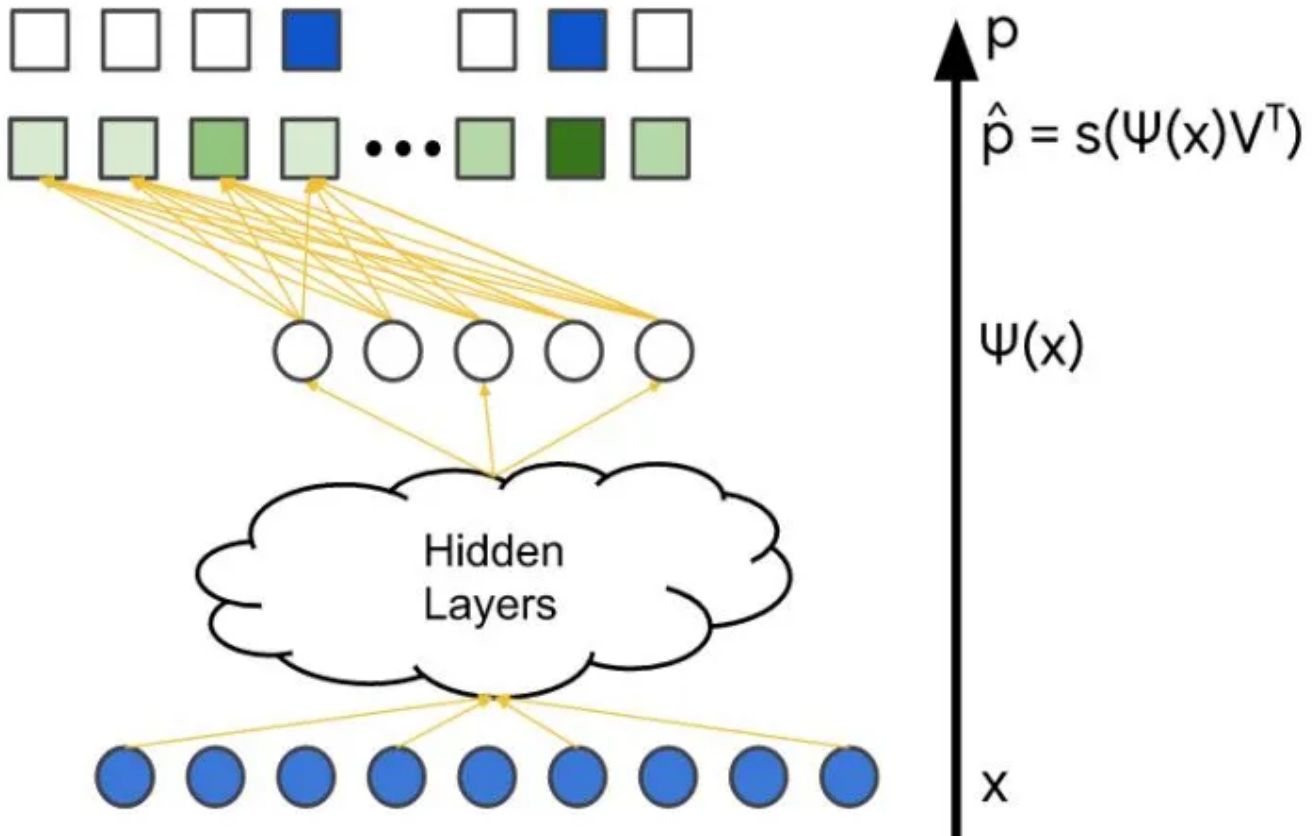 p
p̂ = s(Ψ(x)Vᵀ)
Ψ(x)
Hidden
Layers
x